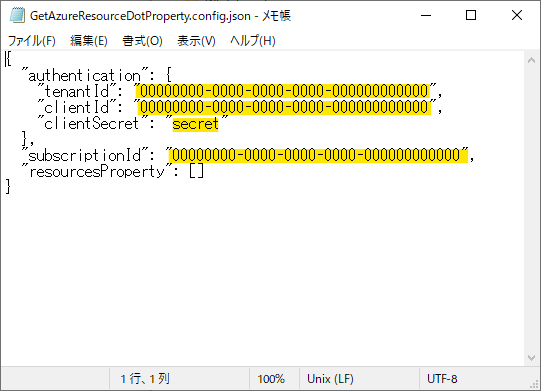 GetAzureResourceDotProperty.config.json - メモ帳
ファイル(F) 編集(E) 書式(O) 表示(V) ヘルプ(H)
{
  "authentication": {
    "tenantId": "00000000-0000-0000-0000-000000000000",
    "clientId": "00000000-0000-0000-0000-000000000000",
    "clientSecret": "secret"
  },
  "subscriptionId": "00000000-0000-0000-0000-000000000000",
  "resourcesProperty": []
}
1 行、1 列 100% Unix (LF) UTF-8